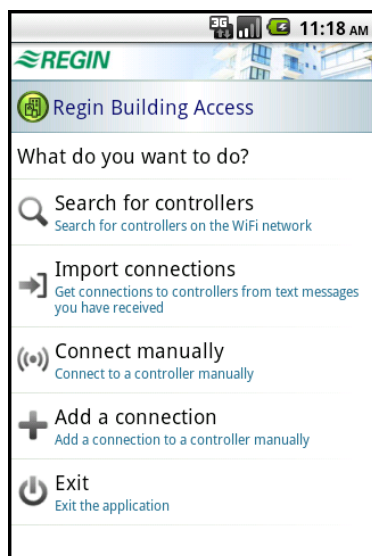 3G 11:18 AM
REGIN
Regin Building Access
What do you want to do?
Search for controllers
Search for controllers on the WiFi network
Import connections
Get connections to controllers from text messages
you have received
Connect manually
Connect to a controller manually
Add a connection
Add a connection to a controller manually
Exit
Exit the application